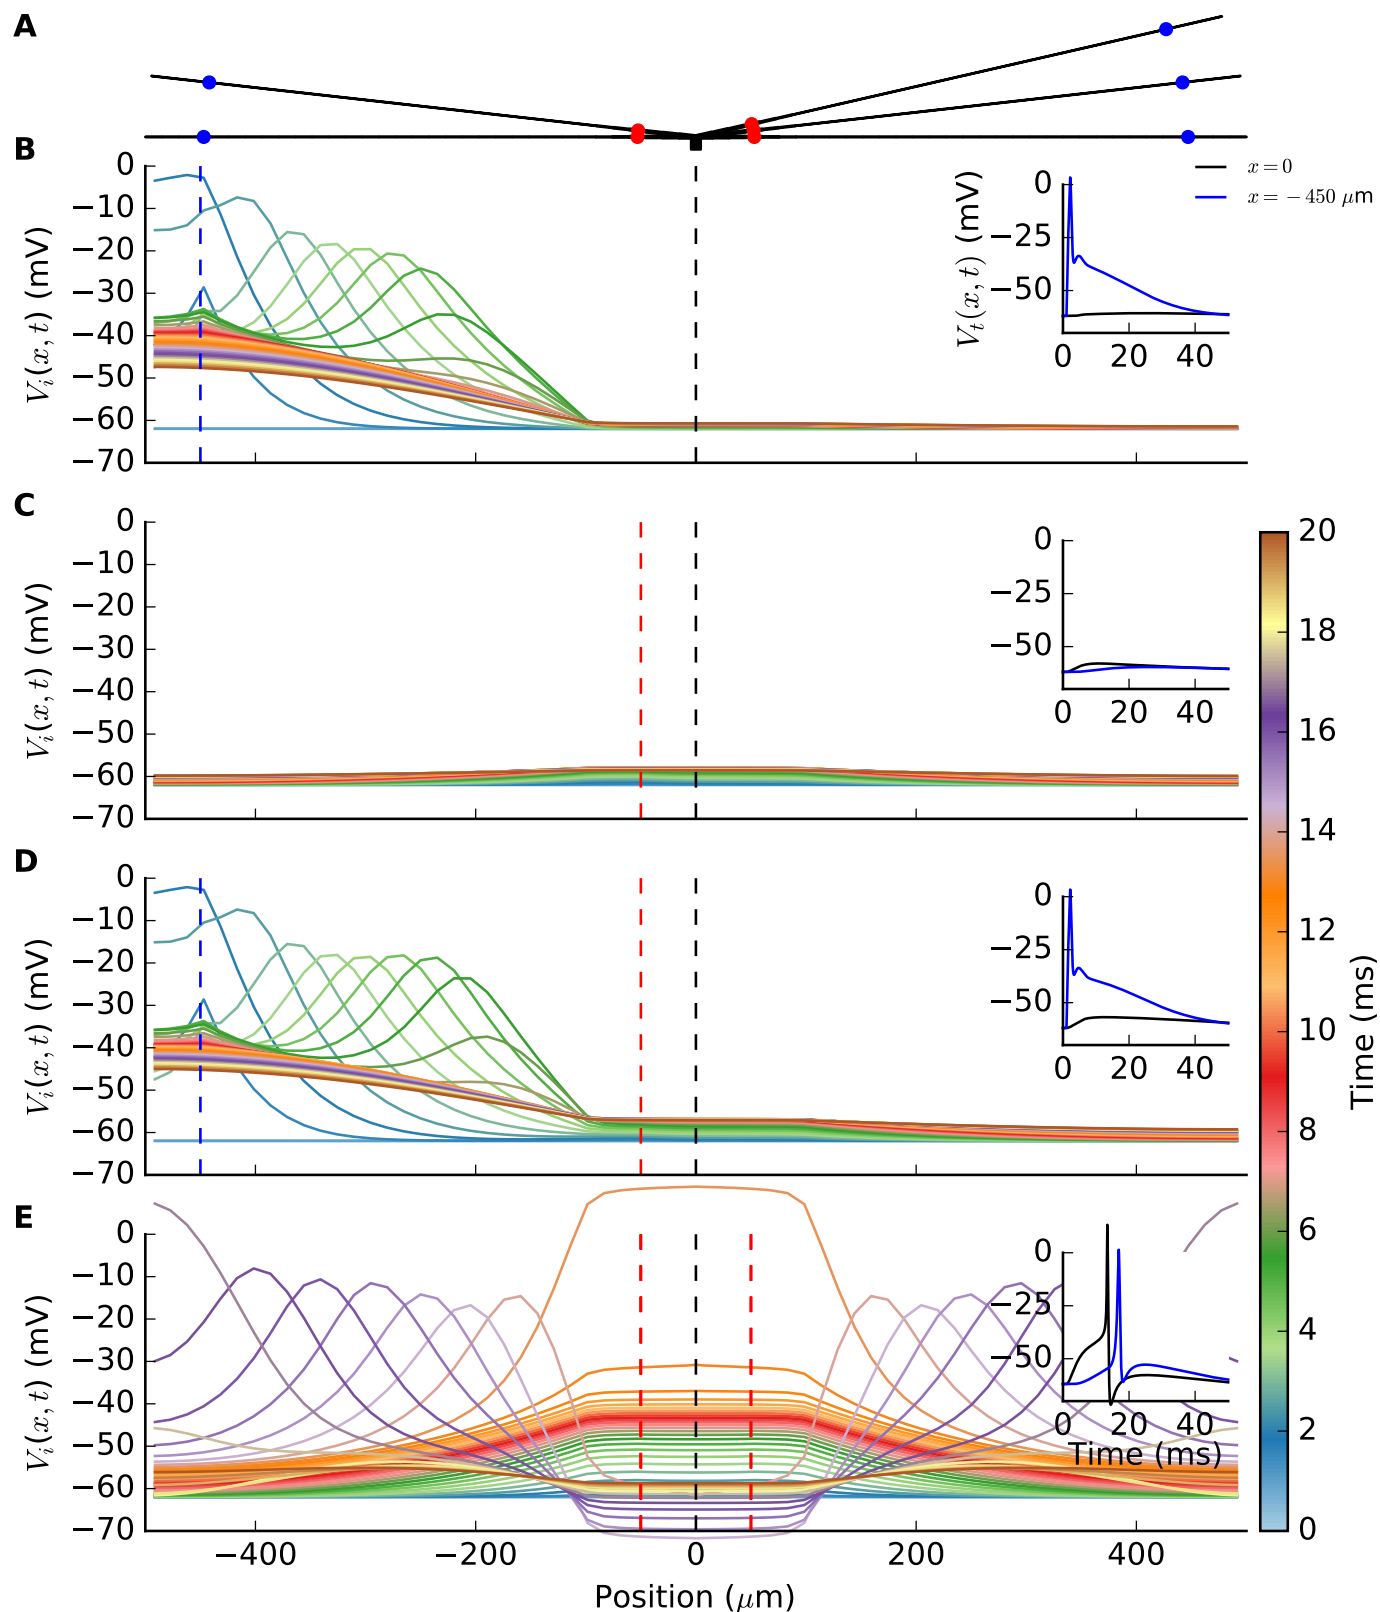 A
B
0
−10
−20
−30
−40
−50
−60
−70
V_i(x, t) (mV)
0
−25
−50
V_t(x, t) (mV)
0 20 40
x = 0
x = −450 μm
C
0
−10
−20
−30
−40
−50
−60
−70
V_i(x, t) (mV)
0
−25
−50
0 20 40
D
0
−10
−20
−30
−40
−50
−60
−70
V_i(x, t) (mV)
0
−25
−50
0 20 40
E
0
−10
−20
−30
−40
−50
−60
−70
V_i(x, t) (mV)
0
−25
−50
0 20 40
Time (ms)
−400 −200 0 200 400
Position (μm)
20
18
16
14
12
10
8
6
4
2
0
Time (ms)